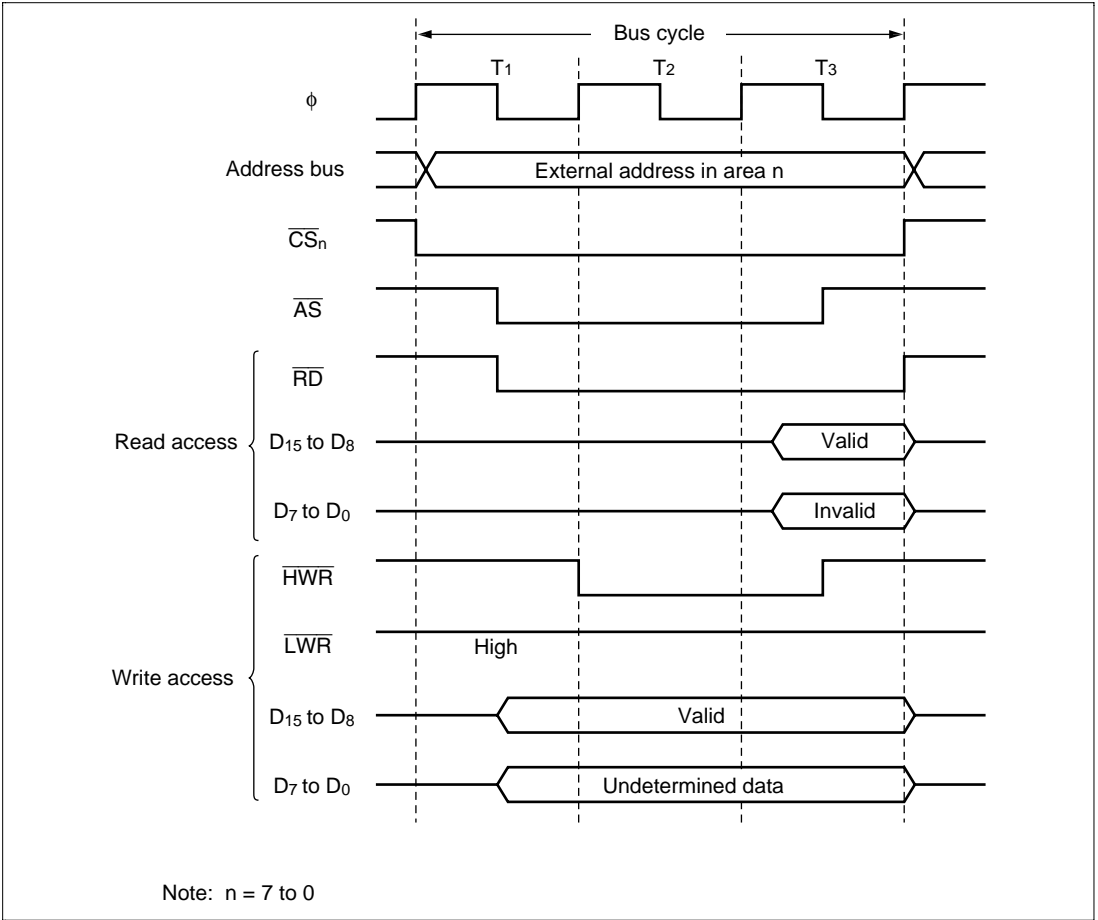 Bus cycle
T1 T2 T3
ϕ
Address bus External address in area n
CSn
AS
RD
Read access D15 to D8 Valid
D7 to D0 Invalid
HWR
LWR High
Write access D15 to D8 Valid
D7 to D0 Undetermined data
Note: n = 7 to 0